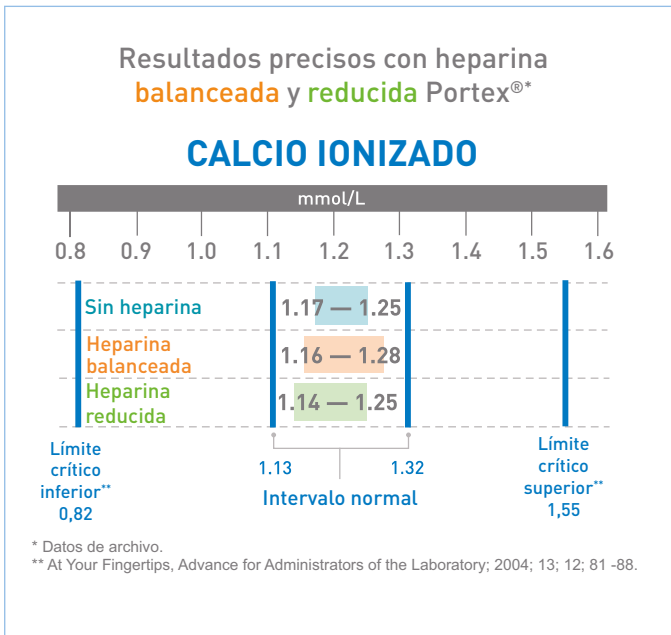 Resultados precisos con heparina
balanceada y reducida Portex®*
CALCIO IONIZADO
mmol/L
0.8 0.9 1.0 1.1 1.2 1.3 1.4 1.5 1.6
Sin heparina 1.17 — 1.25
Heparina
balanceada 1.16 — 1.28
Heparina
reducida 1.14 — 1.25
Límite
crítico
inferior**
0,82
1.13 1.32
Intervalo normal
Límite
crítico
superior**
1,55
* Datos de archivo.
** At Your Fingertips, Advance for Administrators of the Laboratory; 2004; 13; 12; 81 -88.